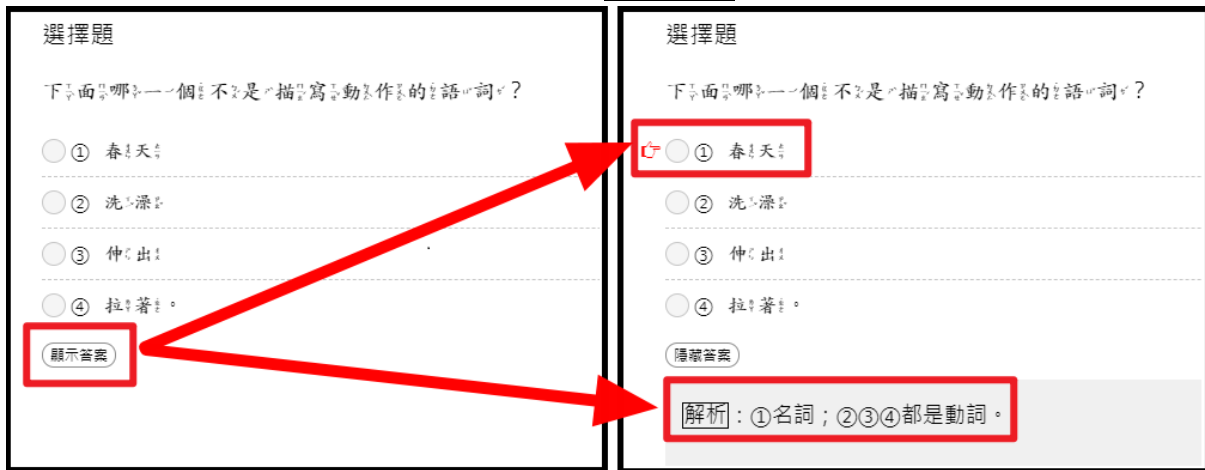 選擇題
下面哪一個不是描寫動作的語詞？
① 春天
② 洗澡
③ 伸出
④ 拉著。
顯示答案
選擇題
下面哪一個不是描寫動作的語詞？
① 春天
② 洗澡
③ 伸出
④ 拉著。
隱藏答案
解析：①名詞；②③④都是動詞。